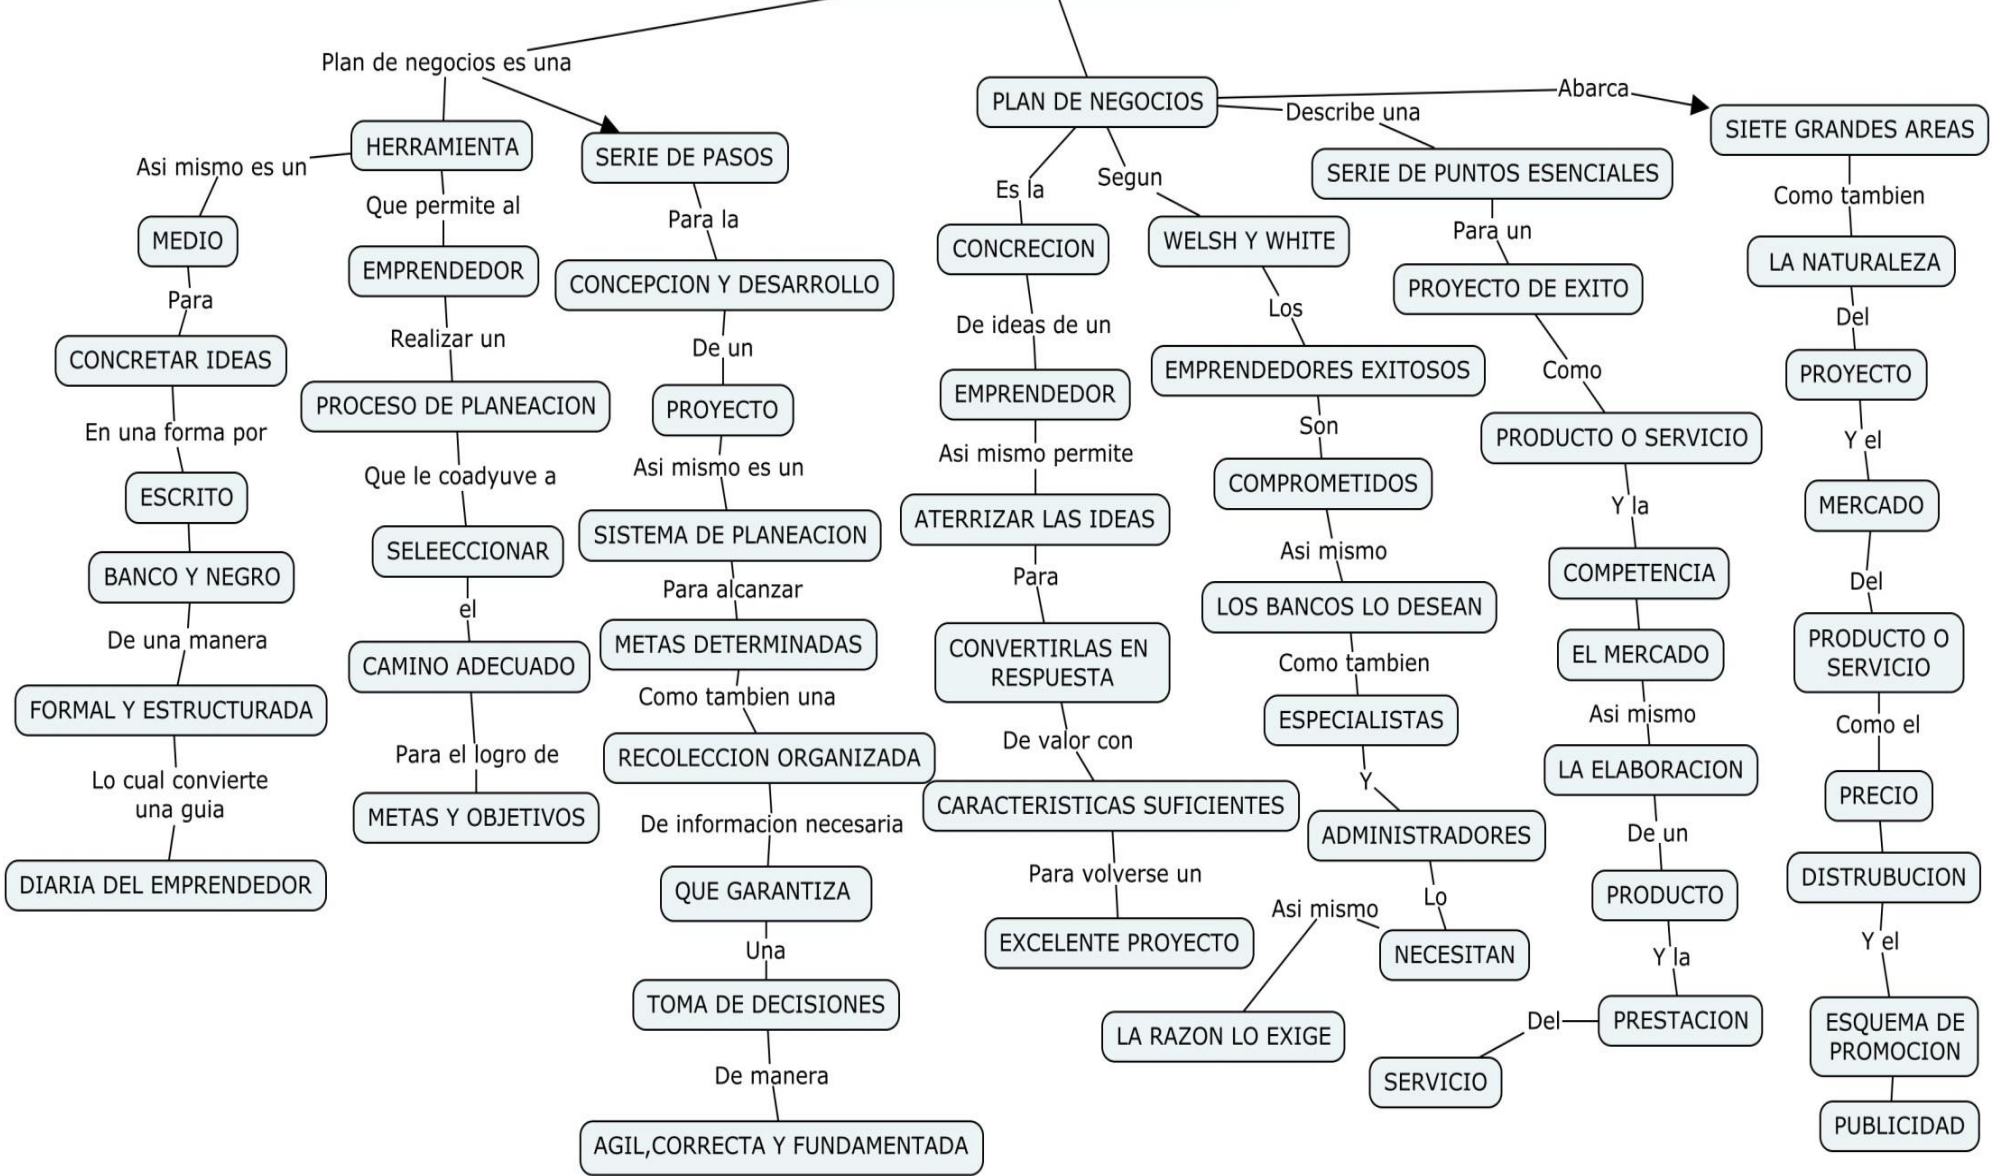 Plan de negocios es una
HERRAMIENTA
Asi mismo es un
MEDIO
Para
CONCRETAR IDEAS
En una forma por
ESCRITO
BANCO Y NEGRO
De una manera
FORMAL Y ESTRUCTURADA
Lo cual convierte
una guia
DIARIA DEL EMPRENDEDOR
Que permite al
EMPRENDEDOR
Realizar un
PROCESO DE PLANEACION
Que le coadyuve a
SELEECCIONAR
el
CAMINO ADECUADO
Para el logro de
METAS Y OBJETIVOS
SERIE DE PASOS
Para la
CONCEPCION Y DESARROLLO
De un
PROYECTO
Asi mismo es un
SISTEMA DE PLANEACION
Para alcanzar
METAS DETERMINADAS
Como tambien una
RECOLECCION ORGANIZADA
De informacion necesaria
QUE GARANTIZA
Una
TOMA DE DECISIONES
De manera
AGIL,CORRECTA Y FUNDAMENTADA
PLAN DE NEGOCIOS
Es la
CONCRECION
De ideas de un
EMPRENDEDOR
Asi mismo permite
ATERRIZAR LAS IDEAS
Para
CONVERTIRLAS EN
RESPUESTA
De valor con
CARACTERISTICAS SUFICIENTES
Para volverse un
EXCELENTE PROYECTO
Segun
WELSH Y WHITE
Los
EMPRENDEDORES EXITOSOS
Son
COMPROMETIDOS
Asi mismo
LOS BANCOS LO DESEAN
Como tambien
ESPECIALISTAS
Y
ADMINISTRADORES
Lo
NECESITAN
Asi mismo
LA RAZON LO EXIGE
Describe una
SERIE DE PUNTOS ESENCIALES
Para un
PROYECTO DE EXITO
Como
PRODUCTO O SERVICIO
Y la
COMPETENCIA
EL MERCADO
Asi mismo
LA ELABORACION
De un
PRODUCTO
Y la
PRESTACION
Del
SERVICIO
Abarca
SIETE GRANDES AREAS
Como tambien
LA NATURALEZA
Del
PROYECTO
Y el
MERCADO
Del
PRODUCTO O
SERVICIO
Como el
PRECIO
DISTRUBUCION
Y el
ESQUEMA DE
PROMOCION
PUBLICIDAD